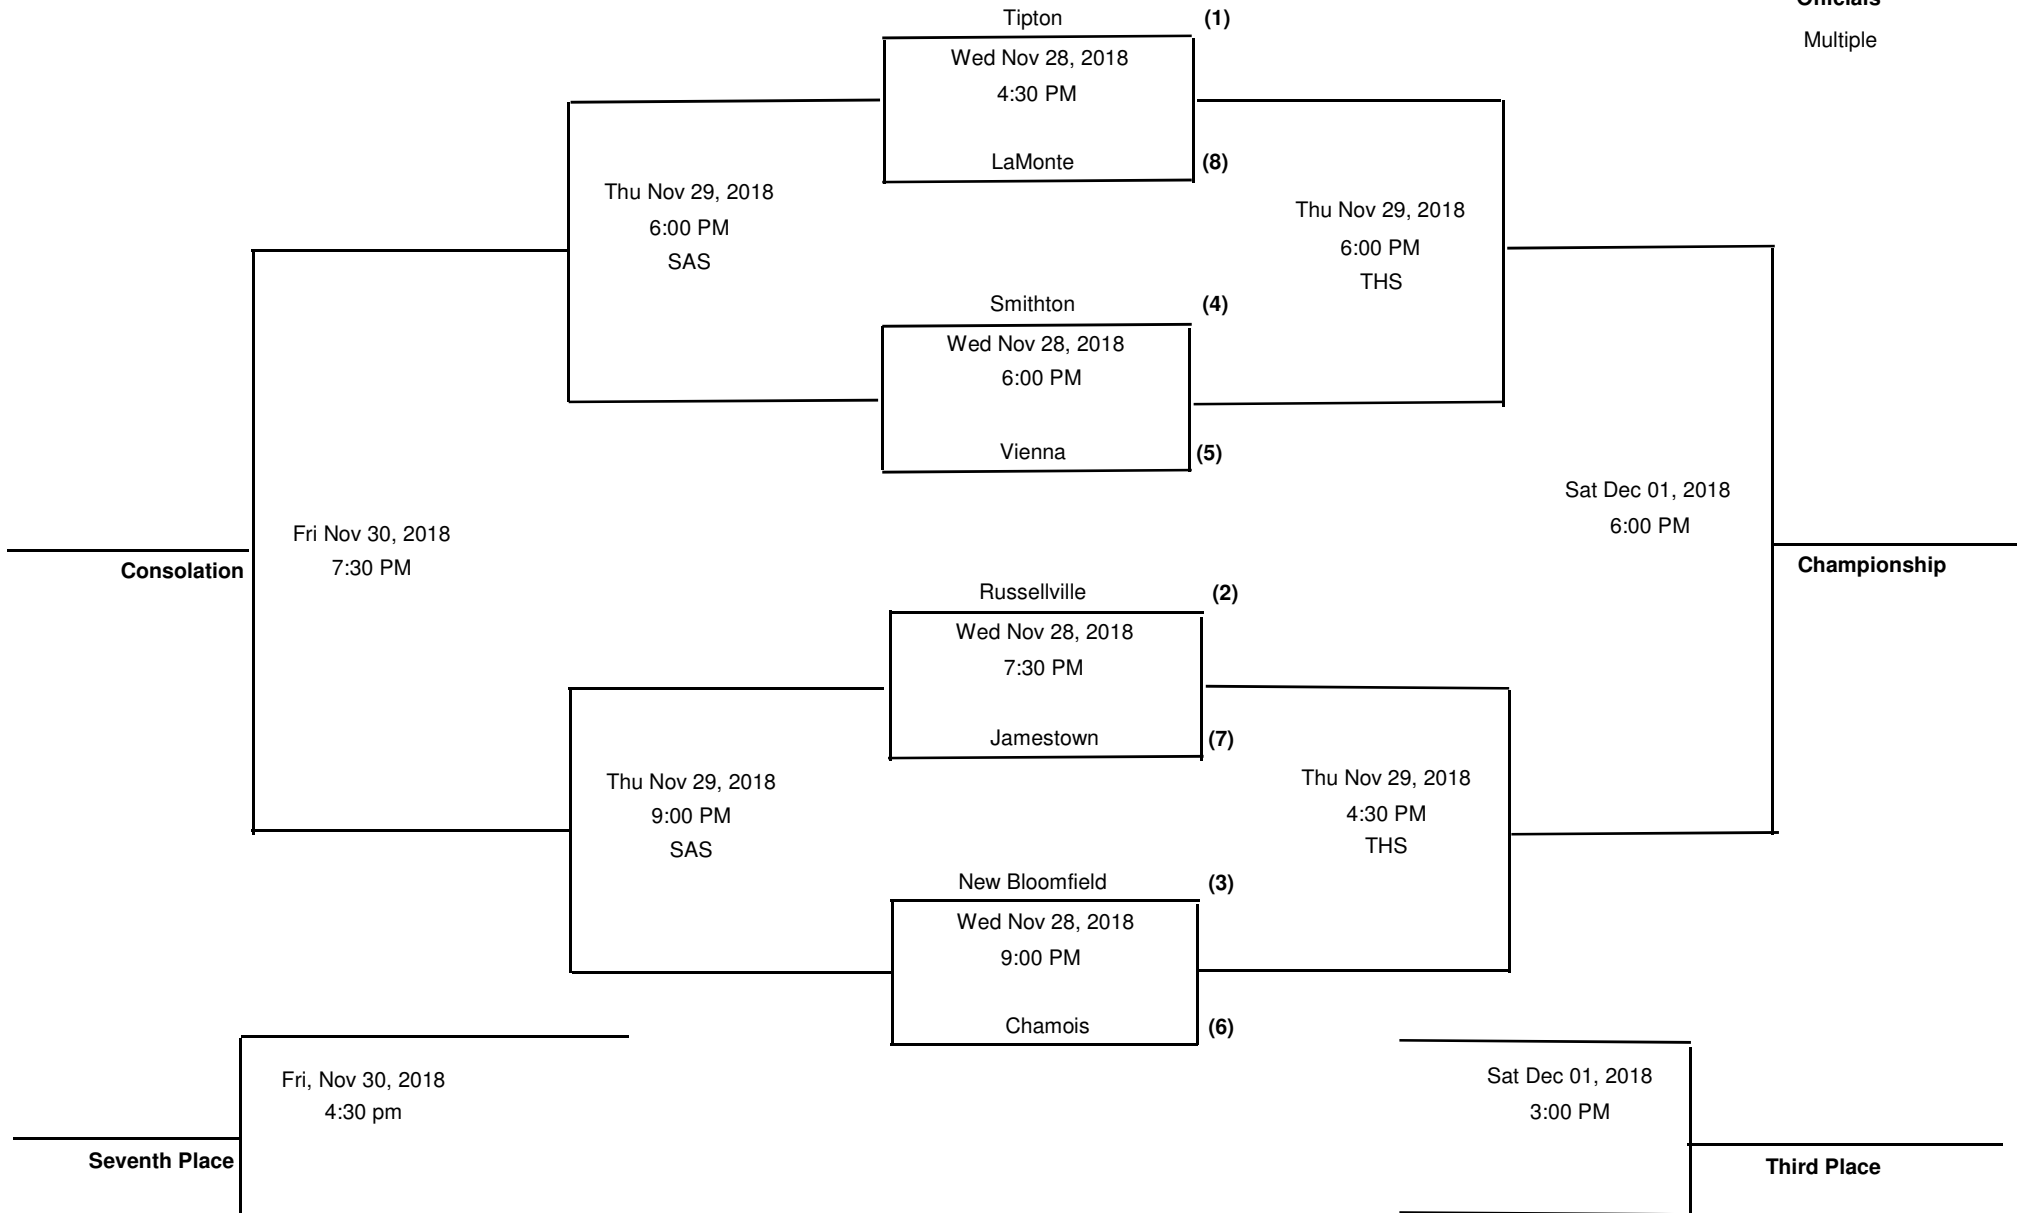 Officials
Multiple
Tipton (1)
Wed Nov 28, 2018
4:30 PM
LaMonte (8)
Thu Nov 29, 2018
6:00 PM
SAS
Thu Nov 29, 2018
6:00 PM
THS
Smithton (4)
Wed Nov 28, 2018
6:00 PM
Vienna (5)
Sat Dec 01, 2018
6:00 PM
Championship
Fri Nov 30, 2018
7:30 PM
Consolation
Russellville (2)
Wed Nov 28, 2018
7:30 PM
Jamestown (7)
Thu Nov 29, 2018
9:00 PM
SAS
Thu Nov 29, 2018
4:30 PM
THS
New Bloomfield (3)
Wed Nov 28, 2018
9:00 PM
Chamois (6)
Fri, Nov 30, 2018
4:30 pm
Seventh Place
Sat Dec 01, 2018
3:00 PM
Third Place